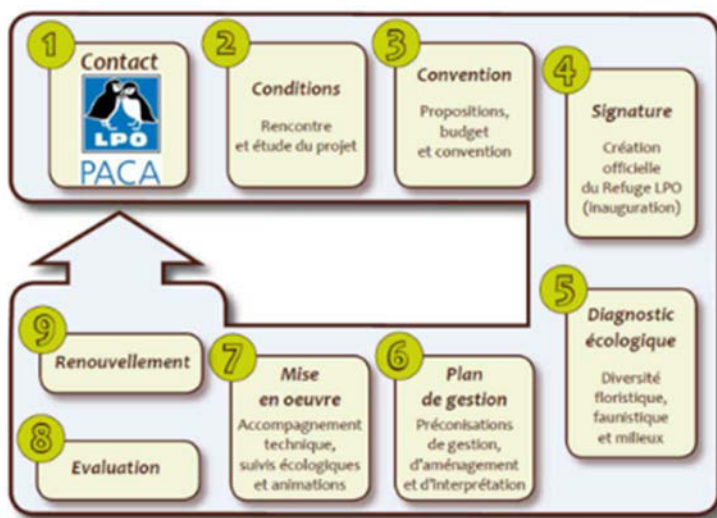 1
Contact
LPO
PACA
2
Conditions
Rencontre
et étude du projet
3
Convention
Propositions,
budget
et convention
4
Signature
Création
officielle
du Refuge LPO
(inauguration)
5
Diagnostic
écologique
Diversité
floristique,
faunistique
et milieux
6
Plan
de gestion
Préconisations
de gestion,
d'aménagement
et d'interprétation
7
Mise
en oeuvre
Accompagnement
technique,
suivis écologiques
et animations
8
Evaluation
9
Renouvellement